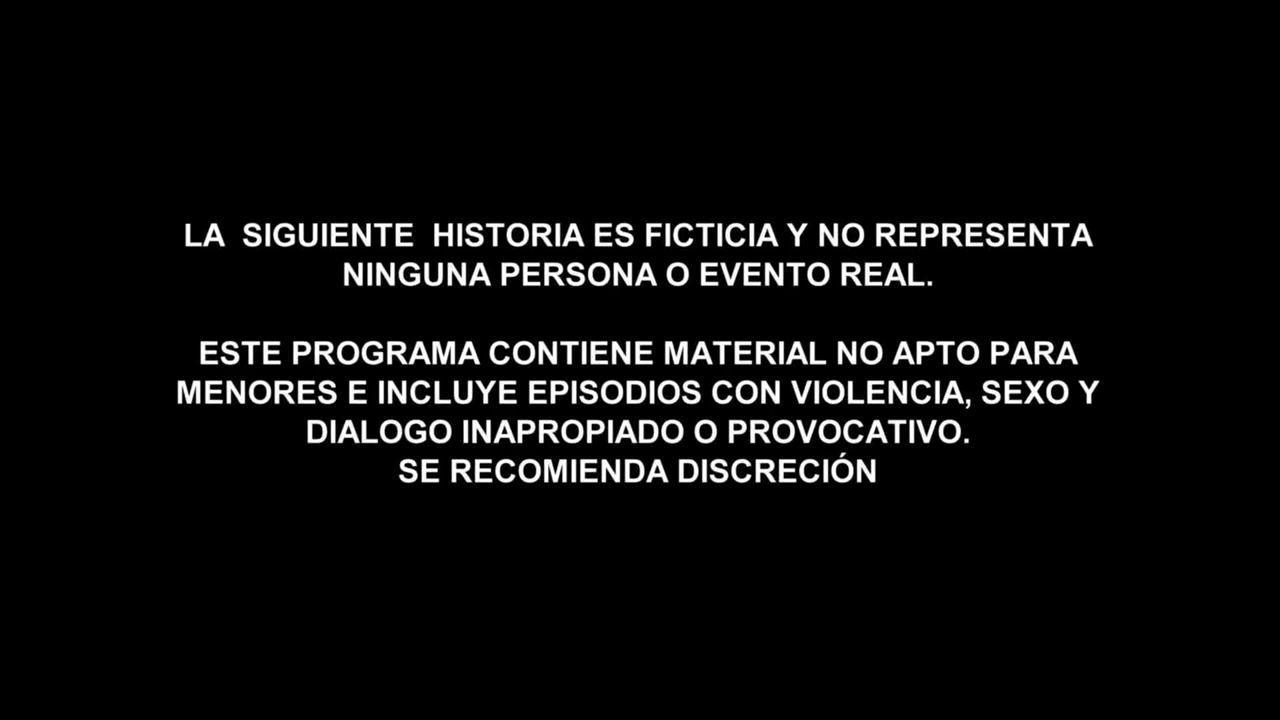 LA SIGUIENTE HISTORIA ES FICTICIA Y NO REPRESENTA
NINGUNA PERSONA O EVENTO REAL.
ESTE PROGRAMA CONTIENE MATERIAL NO APTO PARA
MENORES E INCLUYE EPISODIOS CON VIOLENCIA, SEXO Y
DIALOGO INAPROPIADO O PROVOCATIVO.
SE RECOMIENDA DISCRECIÓN